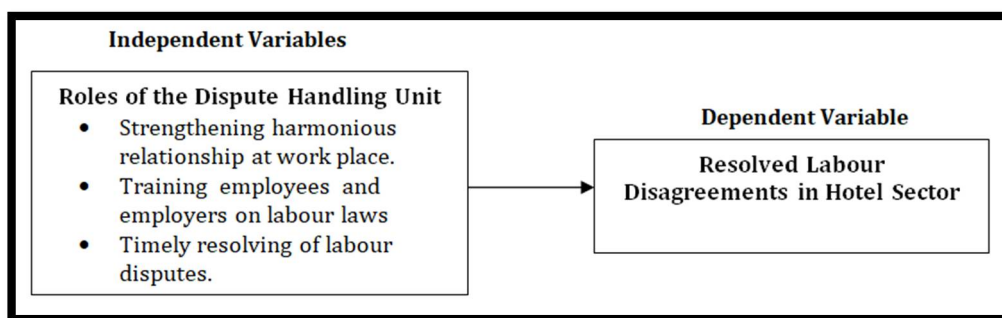 Independent Variables
Roles of the Dispute Handling Unit
• Strengthening harmonious
relationship at work place.
• Training employees and
employers on labour laws
• Timely resolving of labour
disputes.
Dependent Variable
Resolved Labour
Disagreements in Hotel Sector